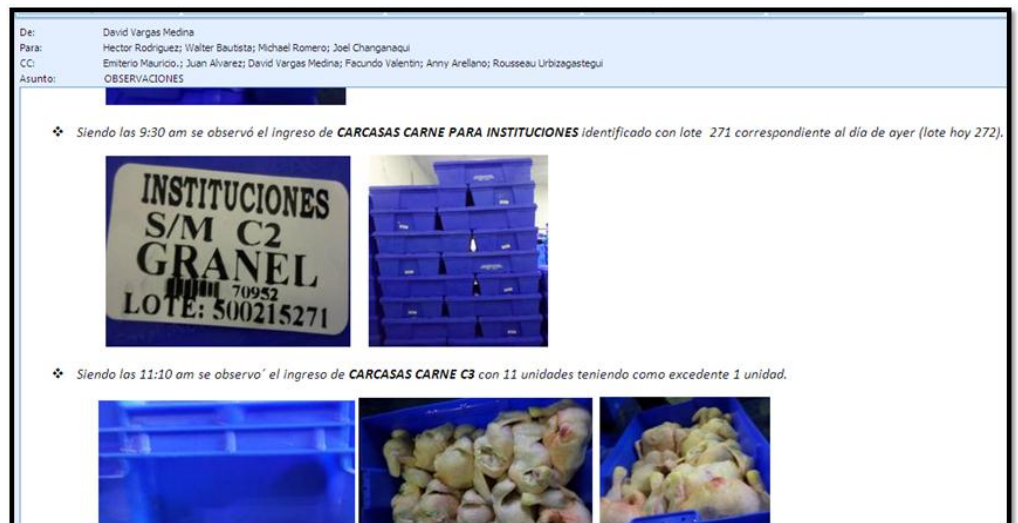 De: David Vargas Medina
Para: Hector Rodriguez; Walter Bautista; Michael Romero; Joel Changanaqui
CC: Emiterio Mauricio.; Juan Alvarez; David Vargas Medina; Facundo Valentin; Anny Arellano; Rousseau Urbizagastegui
Asunto: OBSERVACIONES
❖ Siendo las 9:30 am se observó el ingreso de CARCASAS CARNE PARA INSTITUCIONES identificado con lote 271 correspondiente al día de ayer (lote hoy 272).
INSTITUCIONES
S/M C2
GRANEL
70952
LOTE: 500215271
❖ Siendo las 11:10 am se observo´ el ingreso de CARCASAS CARNE C3 con 11 unidades teniendo como excedente 1 unidad.